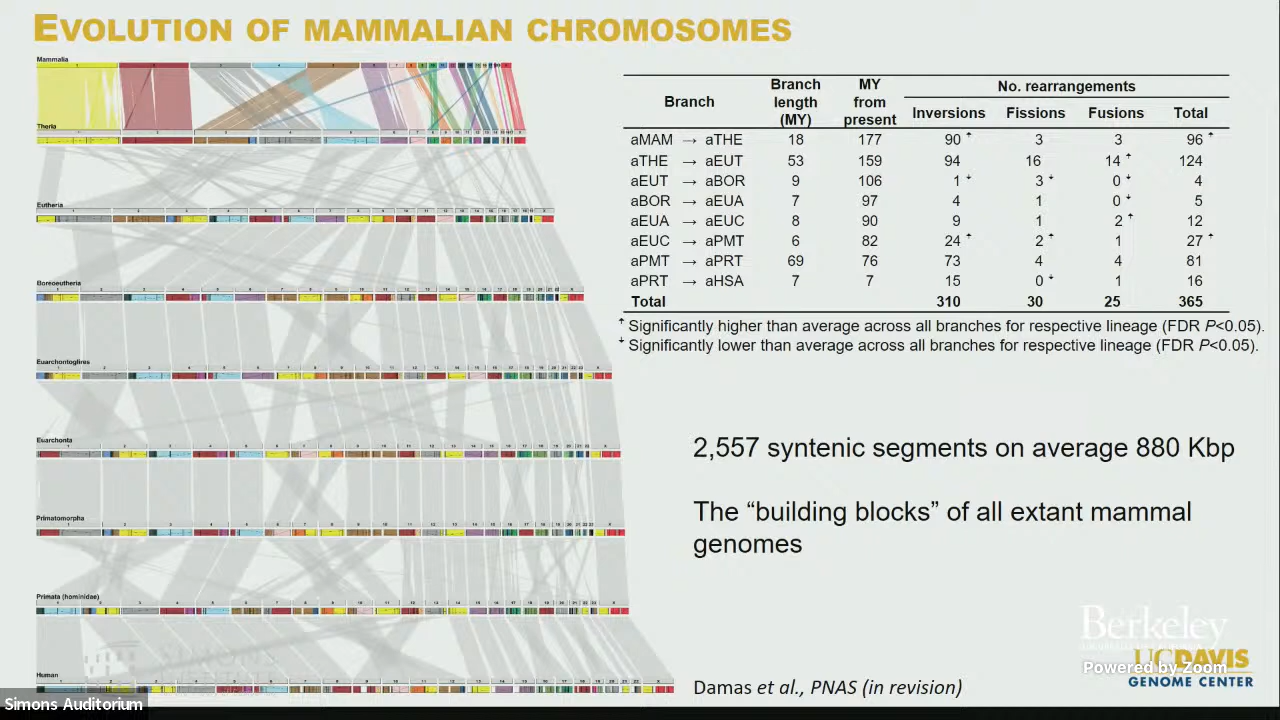 EVOLUTION OF MAMMALIAN CHROMOSOMES
Mammalia
Theria
Eutheria
Boreoeutheria
Euarchontoglires
Euarchonta
Primatomorpha
Primata (hominidae)
Human
Branch Branch length (MY) MY from present No. rearrangements
Inversions Fissions Fusions Total
aMAM → aTHE 18 177 90 ↑ 3 3 96 ↑
aTHE → aEUT 53 159 94 16 14 ↑ 124
aEUT → aBOR 9 106 1 ↓ 3 ↓ 0 ↓ 4
aBOR → aEUA 7 97 4 1 0 ↓ 5
aEUA → aEUC 8 90 9 1 2 ↑ 12
aEUC → aPMT 6 82 24 ↑ 2 ↓ 1 27 ↑
aPMT → aPRT 69 76 73 4 4 81
aPRT → aHSA 7 7 15 0 ↓ 1 16
Total 310 30 25 365
↑ Significantly higher than average across all branches for respective lineage (FDR P<0.05).
↓ Significantly lower than average across all branches for respective lineage (FDR P<0.05).
2,557 syntenic segments on average 880 Kbp
The “building blocks” of all extant mammal
genomes
Damas et al., PNAS (in revision)
Berkeley
UC DAVIS
Powered by Zoom
GENOME CENTER
Simons Auditorium